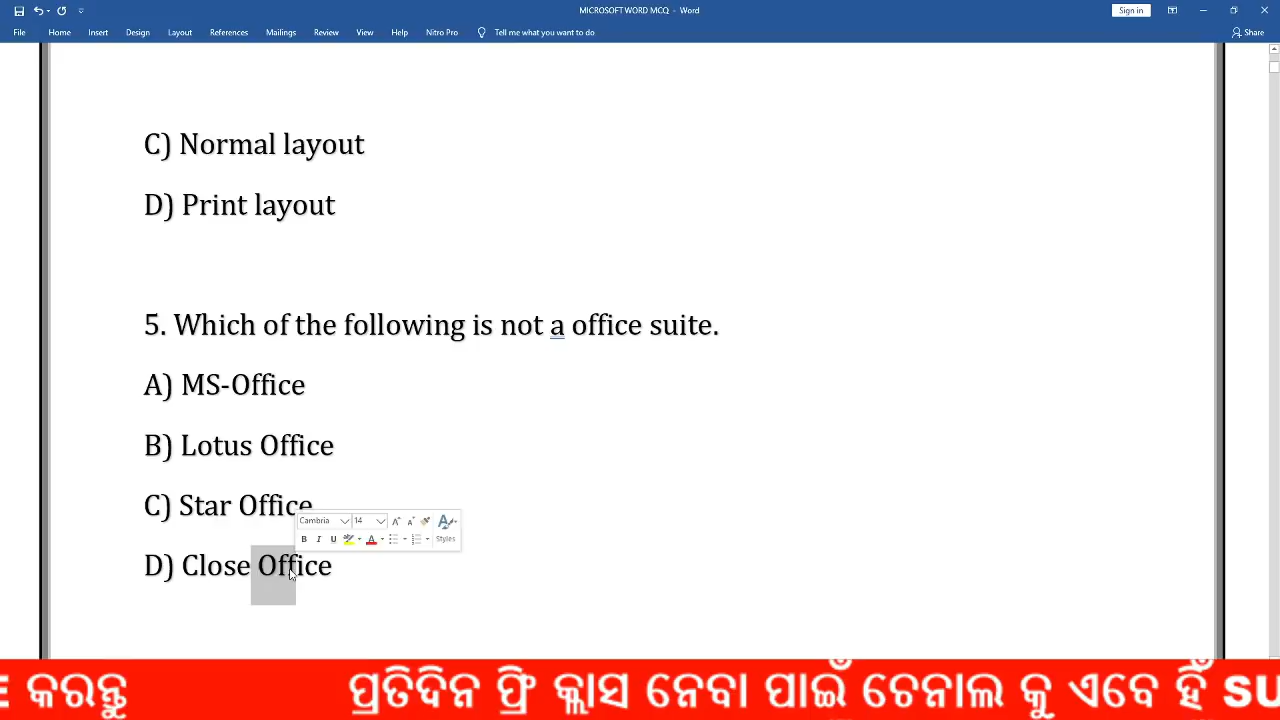 MICROSOFT WORD MCQ - Word
Sign in
File Home Insert Design Layout References Mailings Review View Help Nitro Pro Tell me what you want to do Share
C) Normal layout
D) Print layout
5. Which of the following is not a office suite.
A) MS-Office
B) Lotus Office
C) Star Office
Cambria 14
B I U Styles
D) Close Office
E କରନ୍ତୁ ପ୍ରତିଦିନ ଫ୍ରି କ୍ଲାସ ନେବା ପାଇଁ ଚେନାଲ କୁ ଏବେ ହିଁ SU